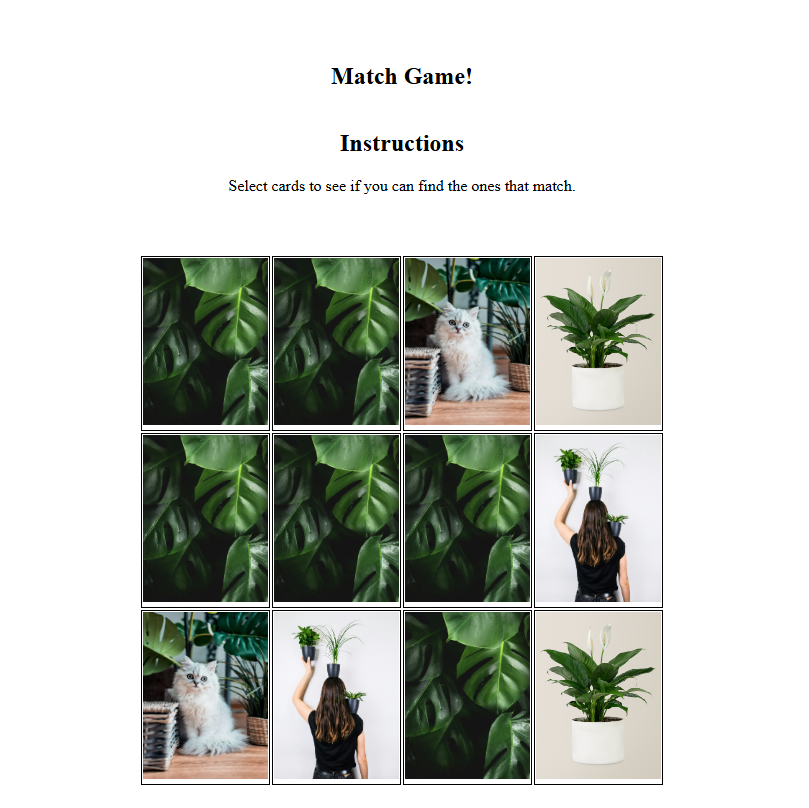 Match Game!
Instructions
Select cards to see if you can find the ones that match.